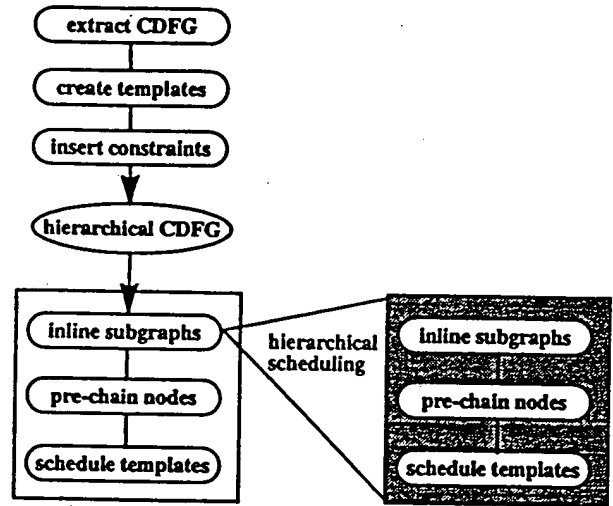 extract CDFG
create templates
insert constraints
hierarchical CDFG
inline subgraphs
pre-chain nodes
schedule templates
hierarchical
scheduling
inline subgraphs
pre-chain nodes
schedule templates